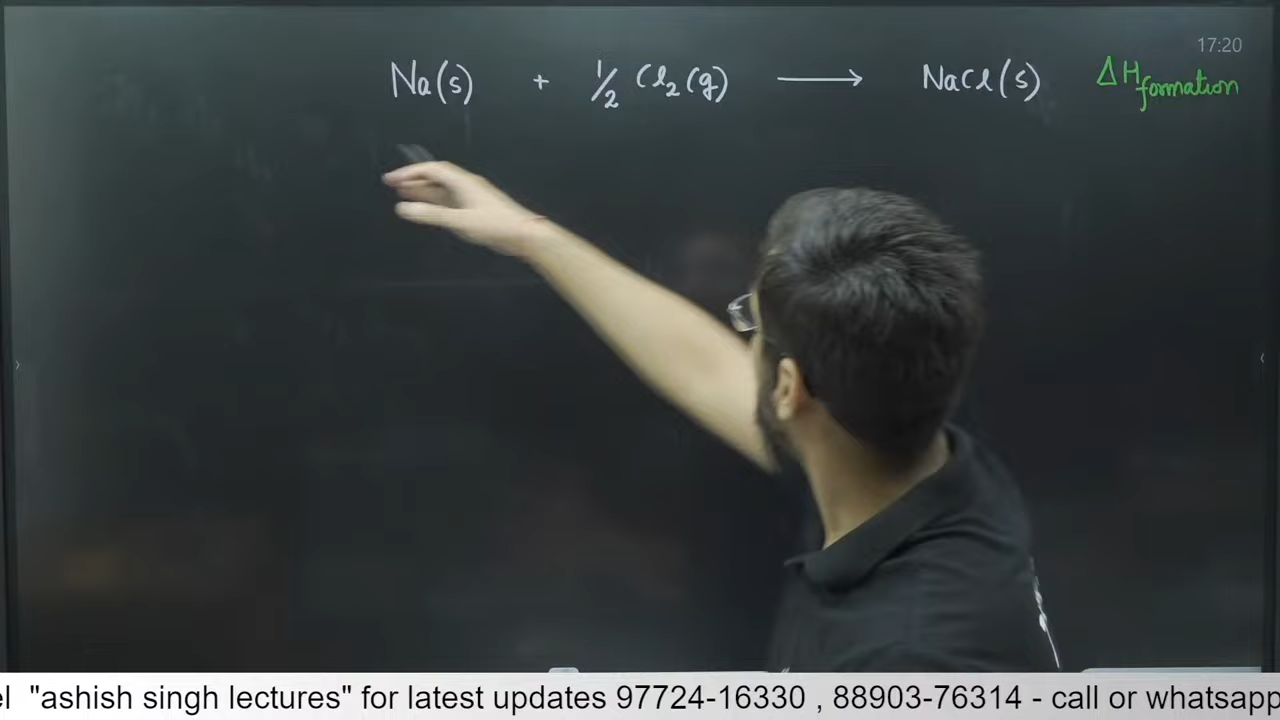 17:20
Na(s) + 1/2 Cl₂(g) ⟶ NaCl(s) ΔH formation
"ashish singh lectures" for latest updates 97724-16330 , 88903-76314 - call or whatsapp